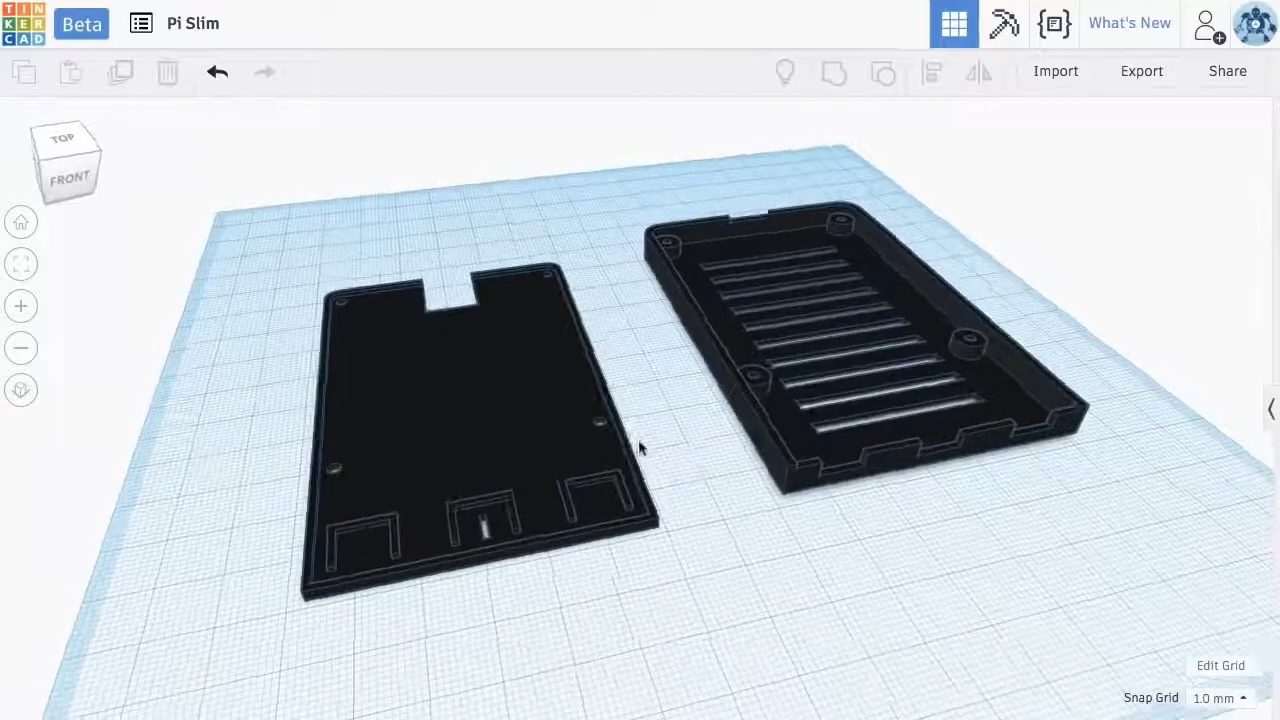 TIN
KER
CAD
Beta
Pi Slim
What's New
Import
Export
Share
TOP
FRONT
Edit Grid
Snap Grid 1.0 mm